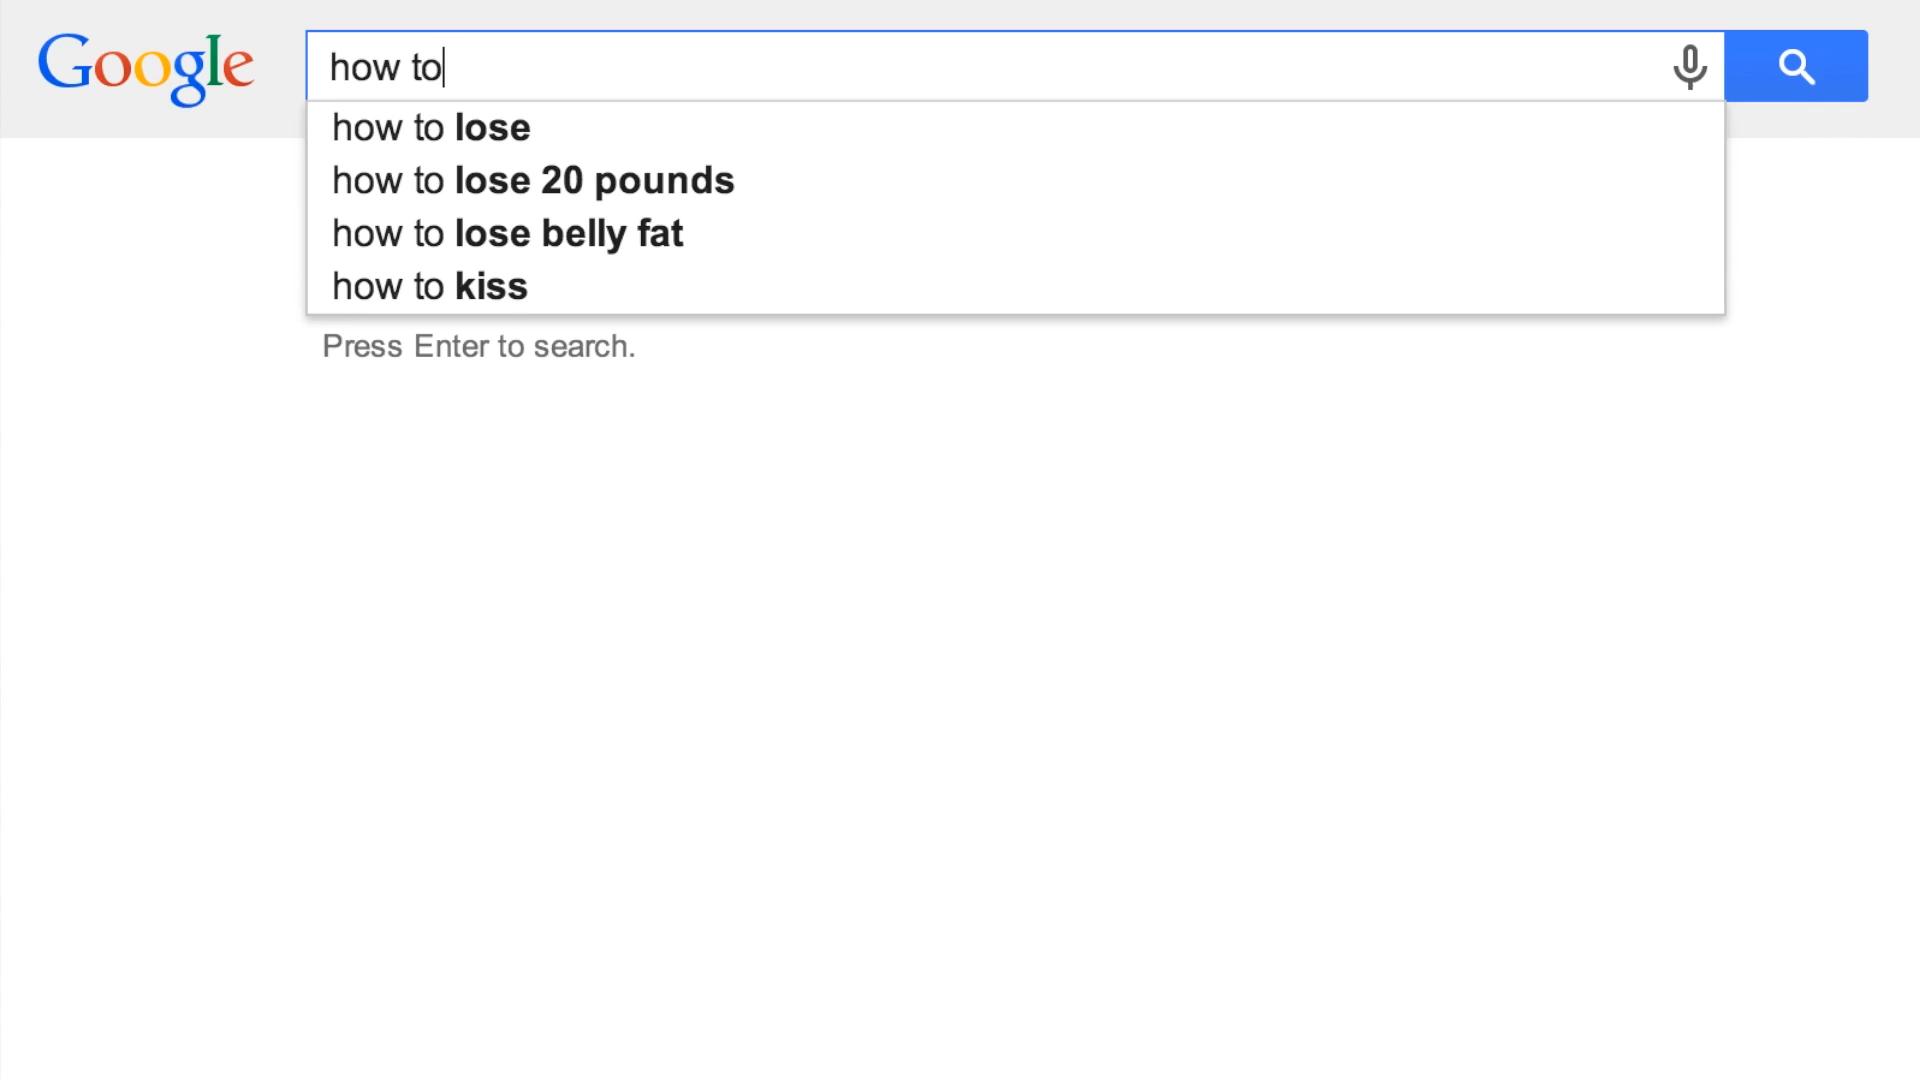 Google how to
how to lose
how to lose 20 pounds
how to lose belly fat
how to kiss
Press Enter to search.